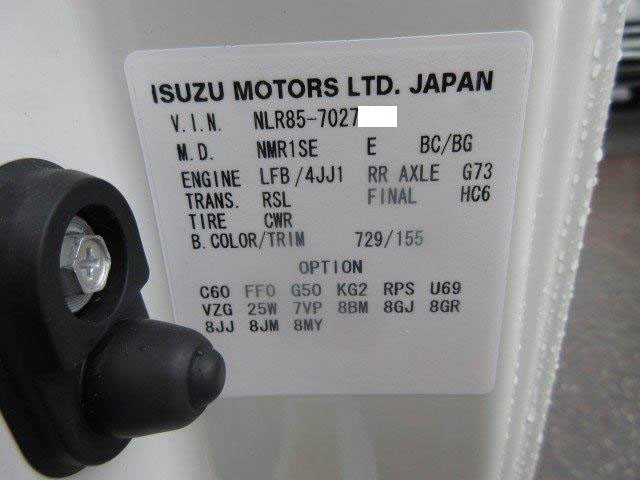 ISUZU MOTORS LTD. JAPAN
V.I.N. NLR85-7027
M.D. NMR1SE E BC/BG
ENGINE LFB/4JJ1 RR AXLE G73
TRANS. RSL FINAL HC6
TIRE CWR
B.COLOR/TRIM 729/155
OPTION
C60 FF0 G50 KG2 RPS U69
VZG 25W 7VP 8BM 8GJ 8GR
8JJ 8JM 8MY